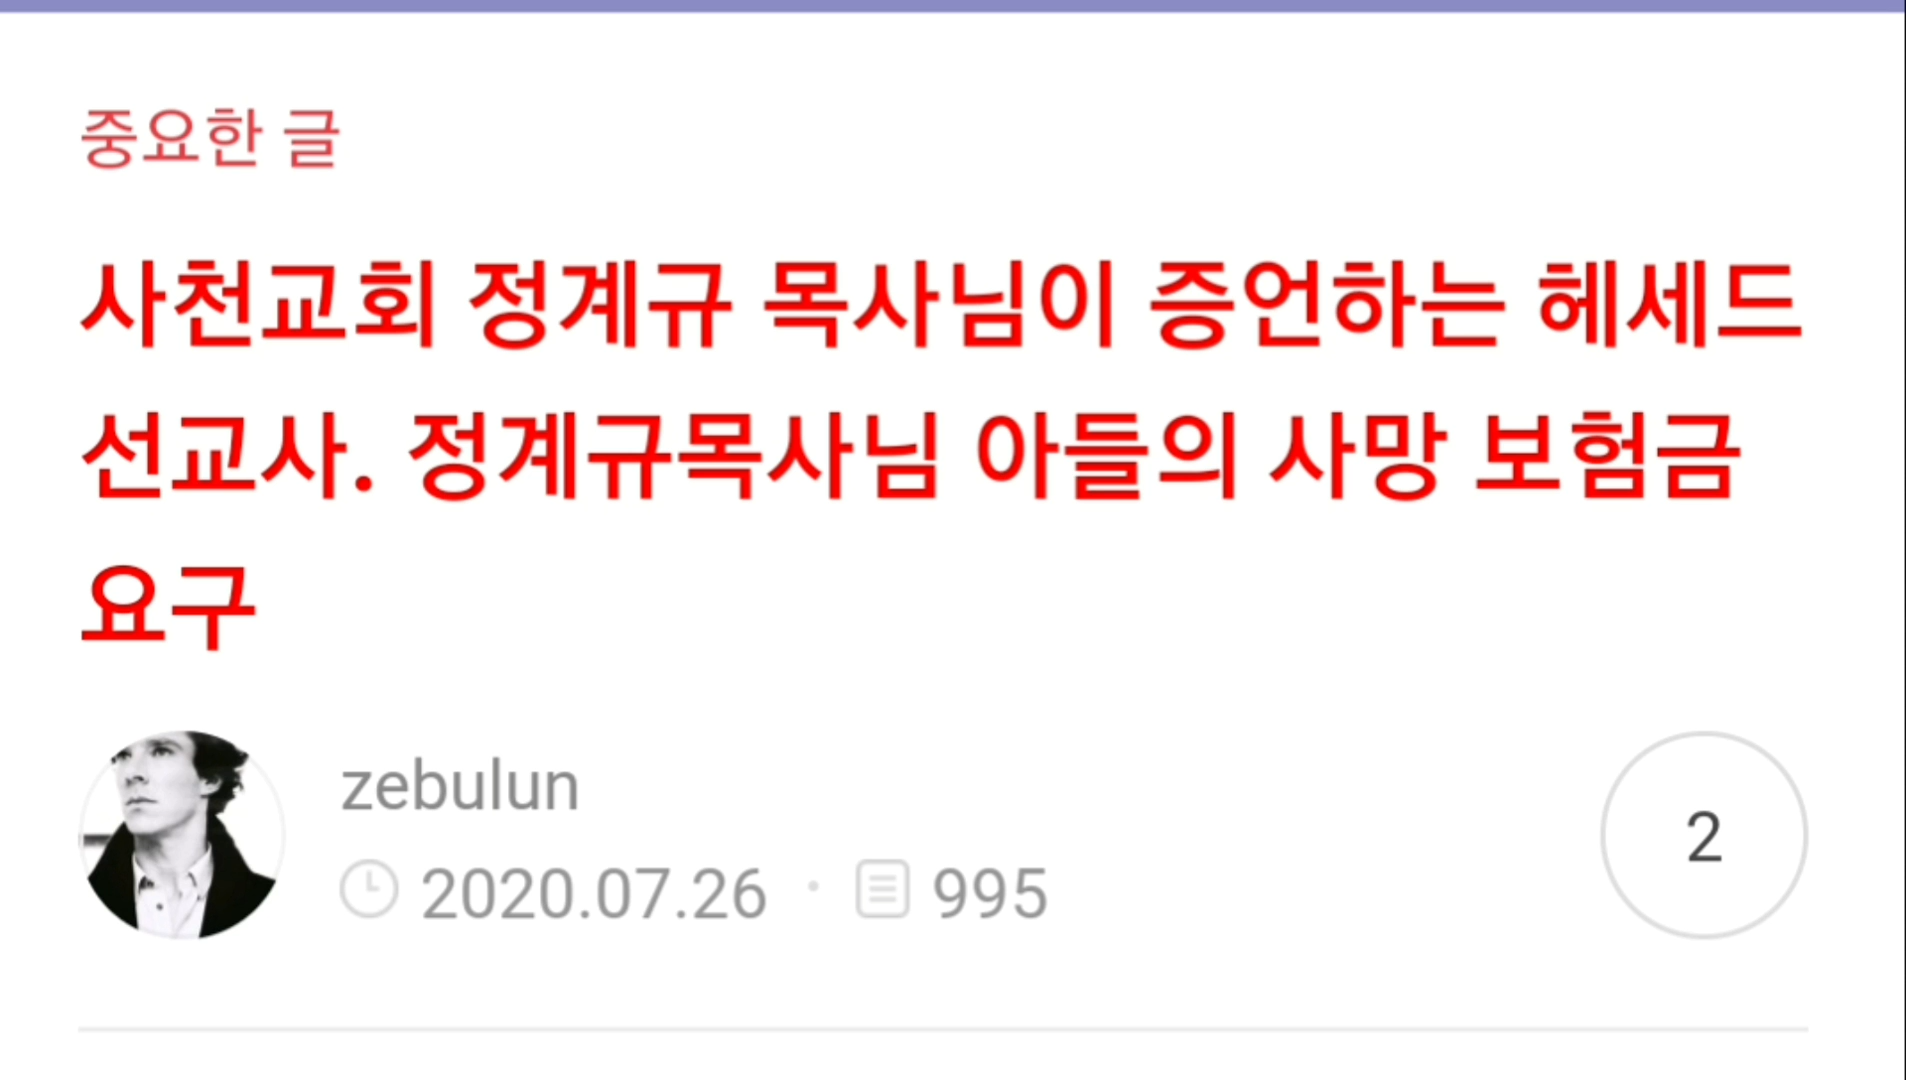 중요한 글
사천교회 정계규 목사님이 증언하는 헤세드
선교사. 정계규목사님 아들의 사망 보험금
요구
zebulun
2020.07.26 · 995
2